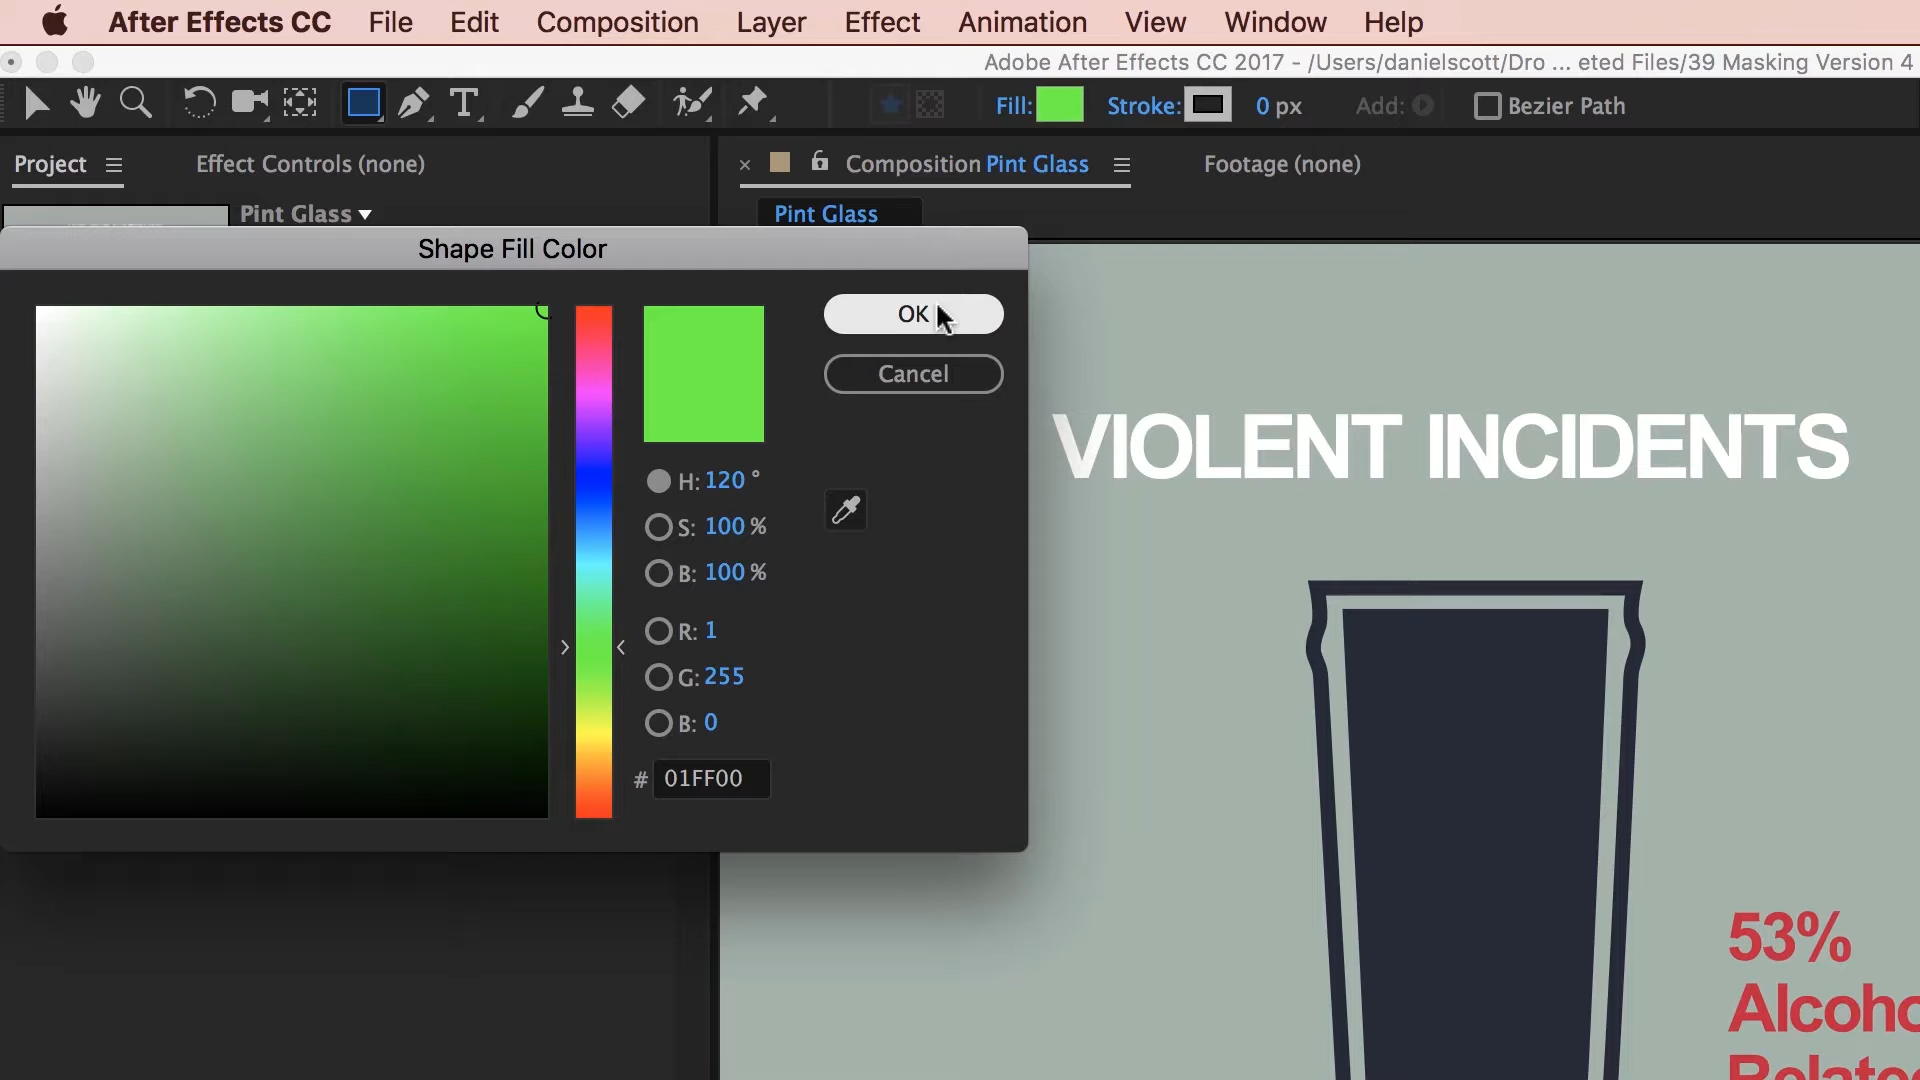 After Effects CC File Edit Composition Layer Effect Animation View Window Help
Adobe After Effects CC 2017 - /Users/danielscott/Dro ... eted Files/39 Masking Version 4
Fill: Stroke: 0 px Add: Bezier Path
Project Effect Controls (none) Composition Pint Glass Footage (none)
Pint Glass Pint Glass
Shape Fill Color
OK
Cancel
VIOLENT INCIDENTS
H: 120 °
S: 100 %
B: 100 %
R: 1
G: 255
B: 0
# 01FF00
53%
Alcoho
Related